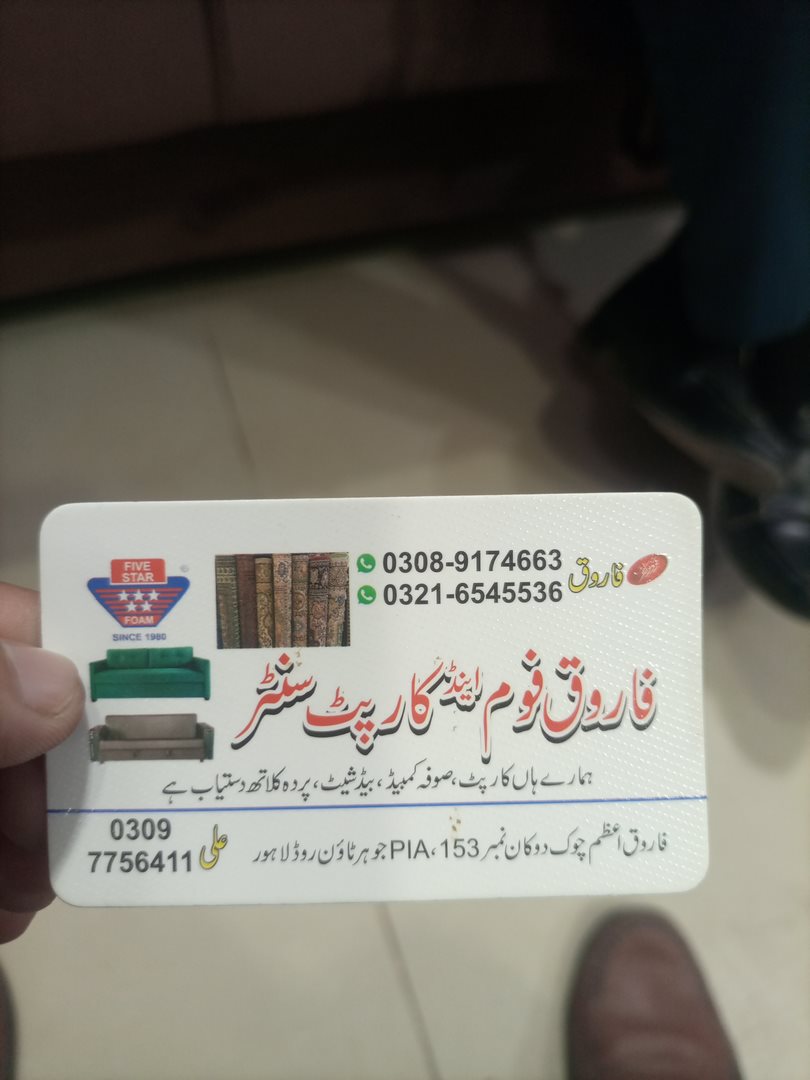 FIVE
STAR
FOAM
SINCE 1980
0308-9174663
0321-6545536
فاروق
فاروق فوم اینڈ کارپٹ سنٹر
ہمارے ہاں کارپٹ، صوفہ کمبیڈ، بیڈ شیٹ، پردہ کلاتھ دستیاب ہے
فاروق اعظم چوک دوکان نمبر 153، PIA جوہر ٹاؤن روڈ لاہور
علی
0309
7756411